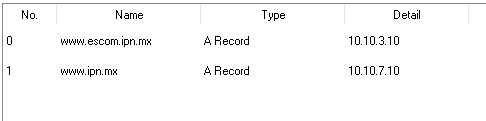 No. Name Type Detail
0 www.escom.ipn.mx A Record 10.10.3.10
1 www.ipn.mx A Record 10.10.7.10